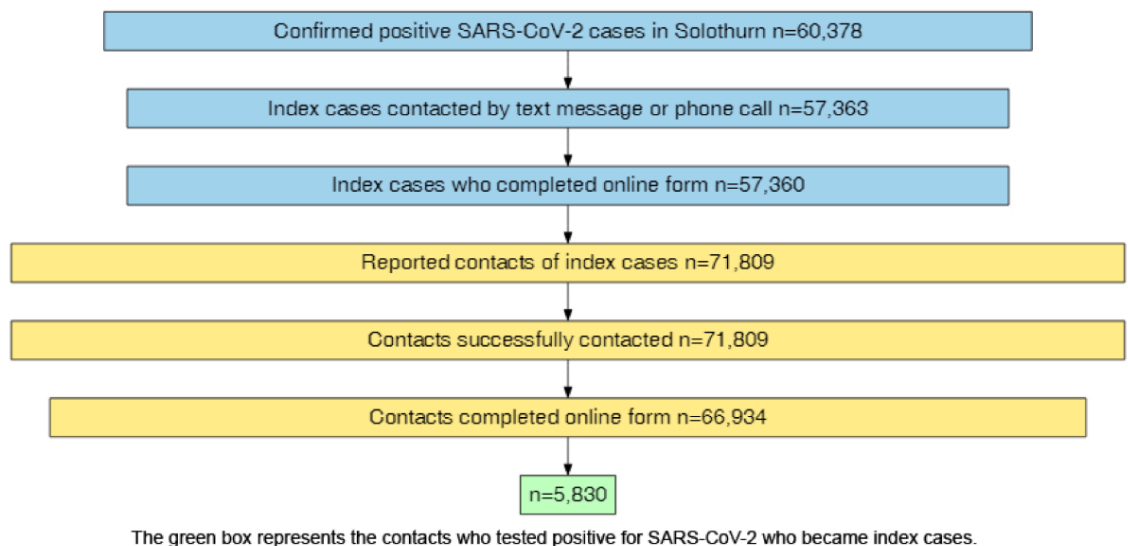 Confirmed positive SARS-CoV-2 cases in Solothurn n=60,378
Index cases contacted by text message or phone call n=57,363
Index cases who completed online form n=57,360
Reported contacts of index cases n=71,809
Contacts successfully contacted n=71,809
Contacts completed online form n=66,934
n=5,830
The green box represents the contacts who tested positive for SARS-CoV-2 who became index cases.